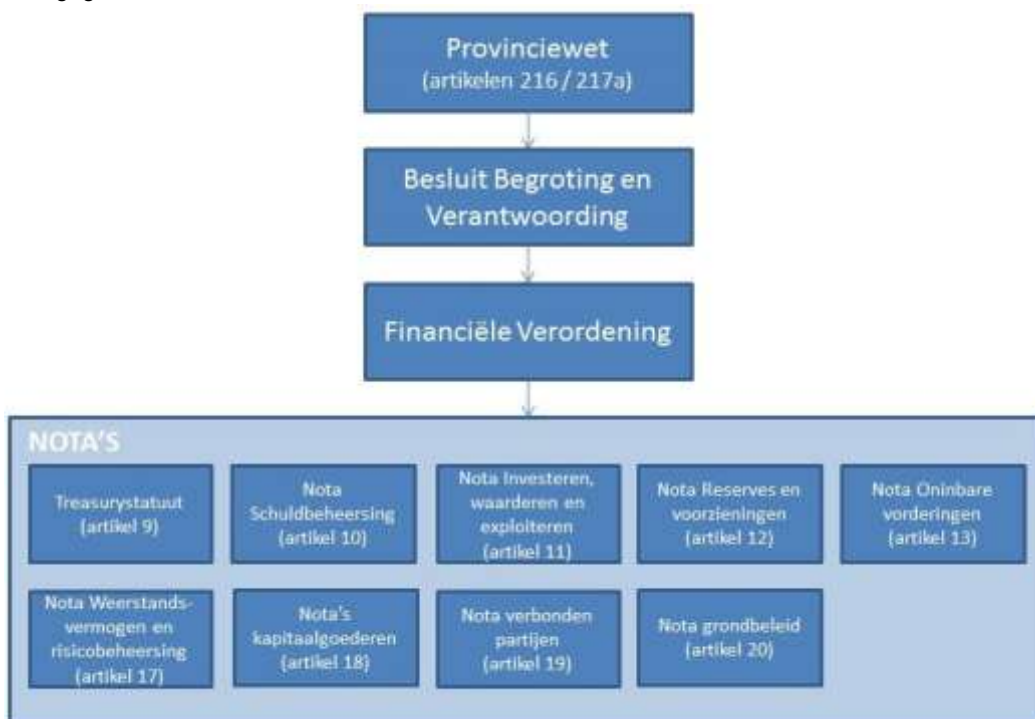 Provinciewet
(artikelen 216 / 217a)
Besluit Begroting en
Verantwoording
Financiële Verordening
NOTA'S
Treasurystatuut
(artikel 9)
Nota
Schuldbeheersing
(artikel 10)
Nota Investeren,
waarderen en
exploiteren
(artikel 11)
Nota Reserves en
voorzieningen
(artikel 12)
Nota Oninbare
vorderingen
(artikel 13)
Nota Weerstands-
vermogen en
risicobeheersing
(artikel 17)
Nota's
kapitaalgoederen
(artikel 18)
Nota verbonden
partijen
(artikel 19)
Nota grondbeleid
(artikel 20)